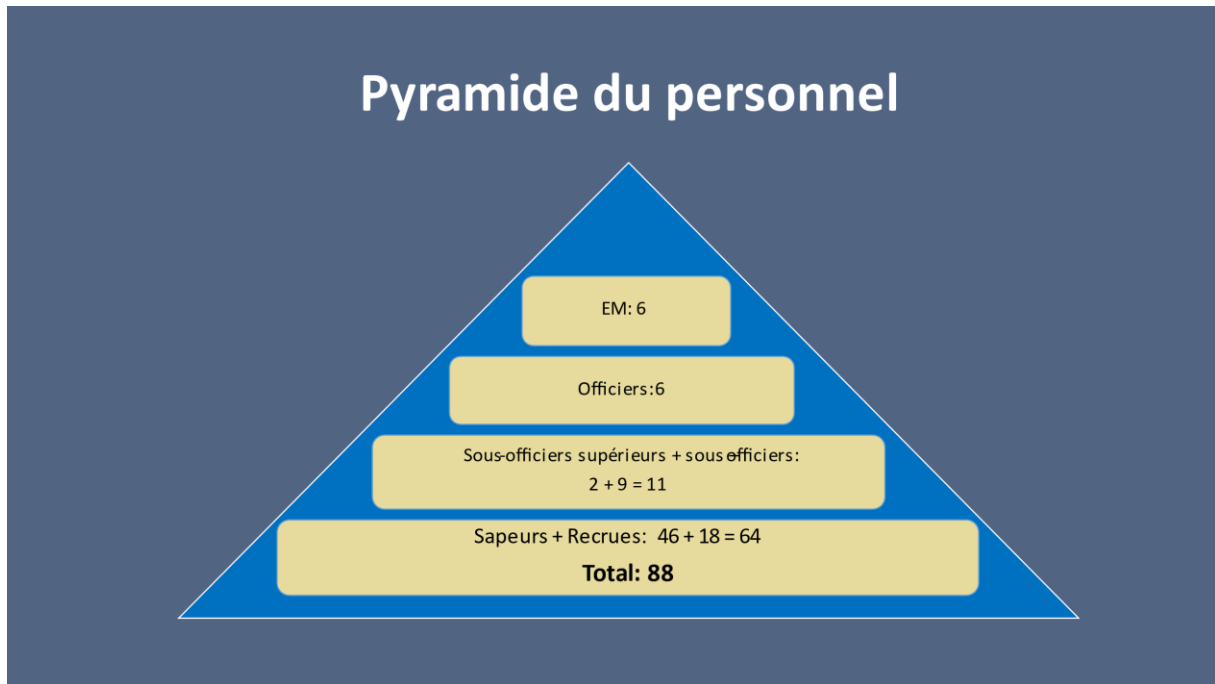 Pyramide du personnel
EM: 6
Officiers:6
Sous-officiers supérieurs + sous-officiers:
2 + 9 = 11
Sapeurs + Recrues: 46 + 18 = 64
Total: 88